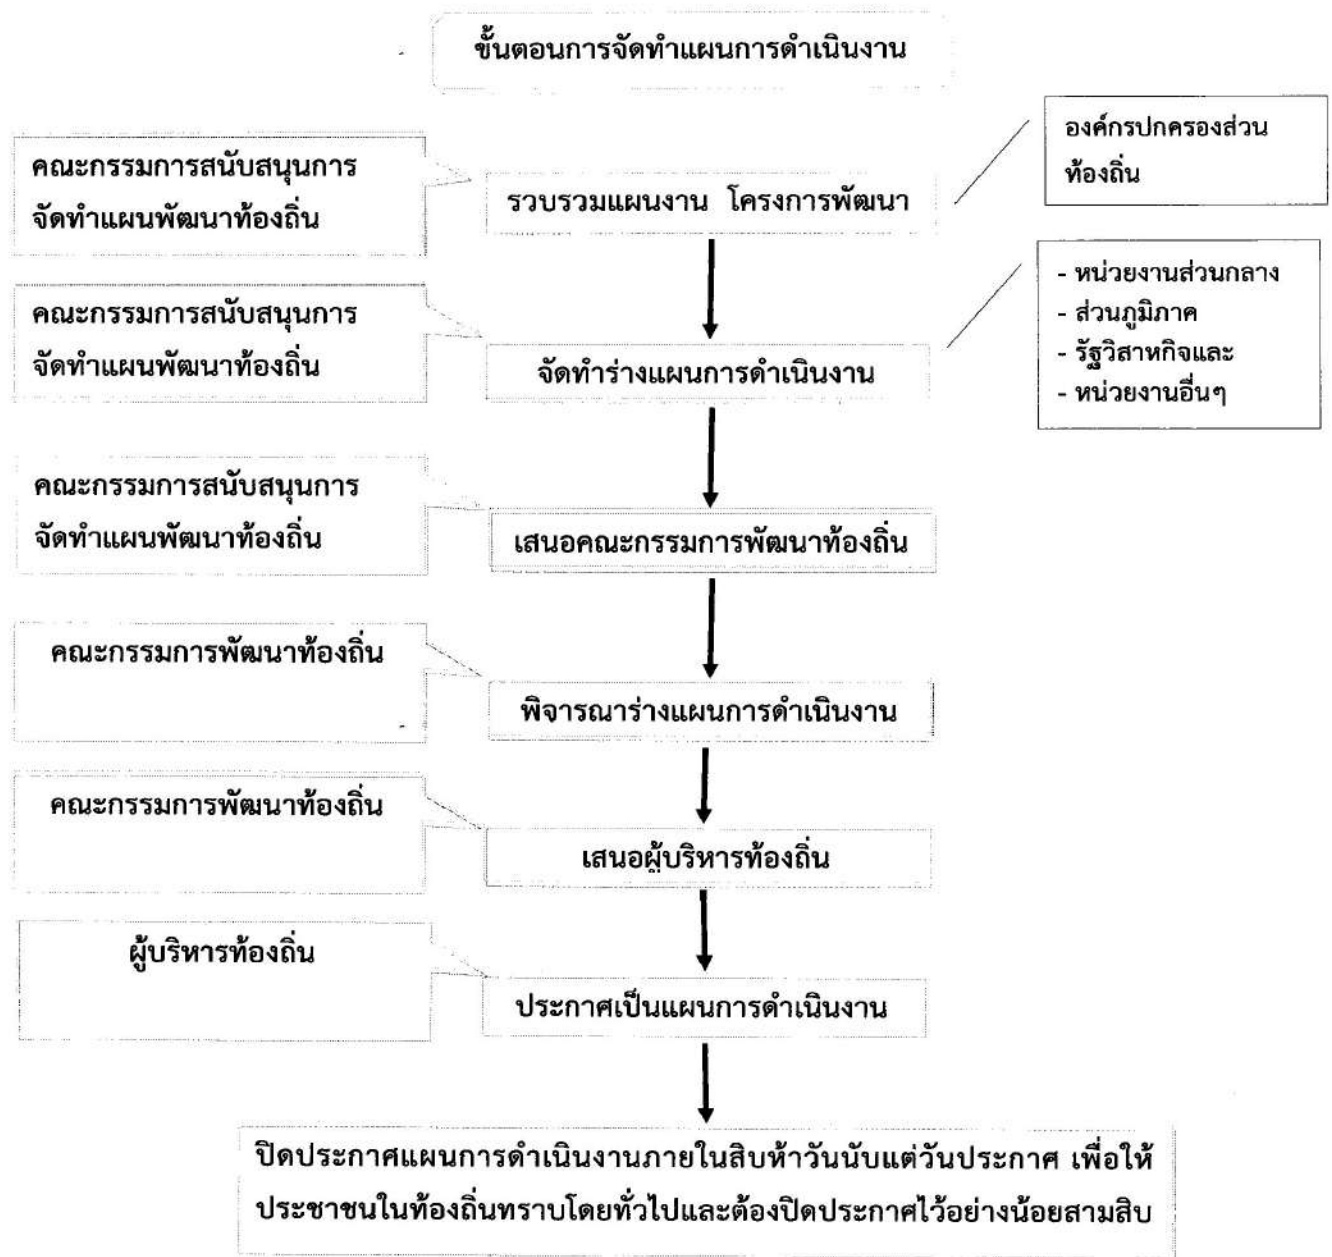 ขั้นตอนการจัดทำแผนการดำเนินงาน
องค์กรปกครองส่วน
ท้องถิ่น
คณะกรรมการสนับสนุนการ
จัดทำแผนพัฒนาท้องถิ่น
รวบรวมแผนงาน โครงการพัฒนา
- หน่วยงานส่วนกลาง
- ส่วนภูมิภาค
- รัฐวิสาหกิจและ
- หน่วยงานอื่นๆ
คณะกรรมการสนับสนุนการ
จัดทำแผนพัฒนาท้องถิ่น
จัดทำร่างแผนการดำเนินงาน
คณะกรรมการสนับสนุนการ
จัดทำแผนพัฒนาท้องถิ่น
เสนอคณะกรรมการพัฒนาท้องถิ่น
คณะกรรมการพัฒนาท้องถิ่น
พิจารณาร่างแผนการดำเนินงาน
คณะกรรมการพัฒนาท้องถิ่น
เสนอผู้บริหารท้องถิ่น
ผู้บริหารท้องถิ่น
ประกาศเป็นแผนการดำเนินงาน
ปิดประกาศแผนการดำเนินงานภายในสิบห้าวันนับแต่วันประกาศ เพื่อให้
ประชาชนในท้องถิ่นทราบโดยทั่วไปและต้องปิดประกาศไว้อย่างน้อยสามสิบ